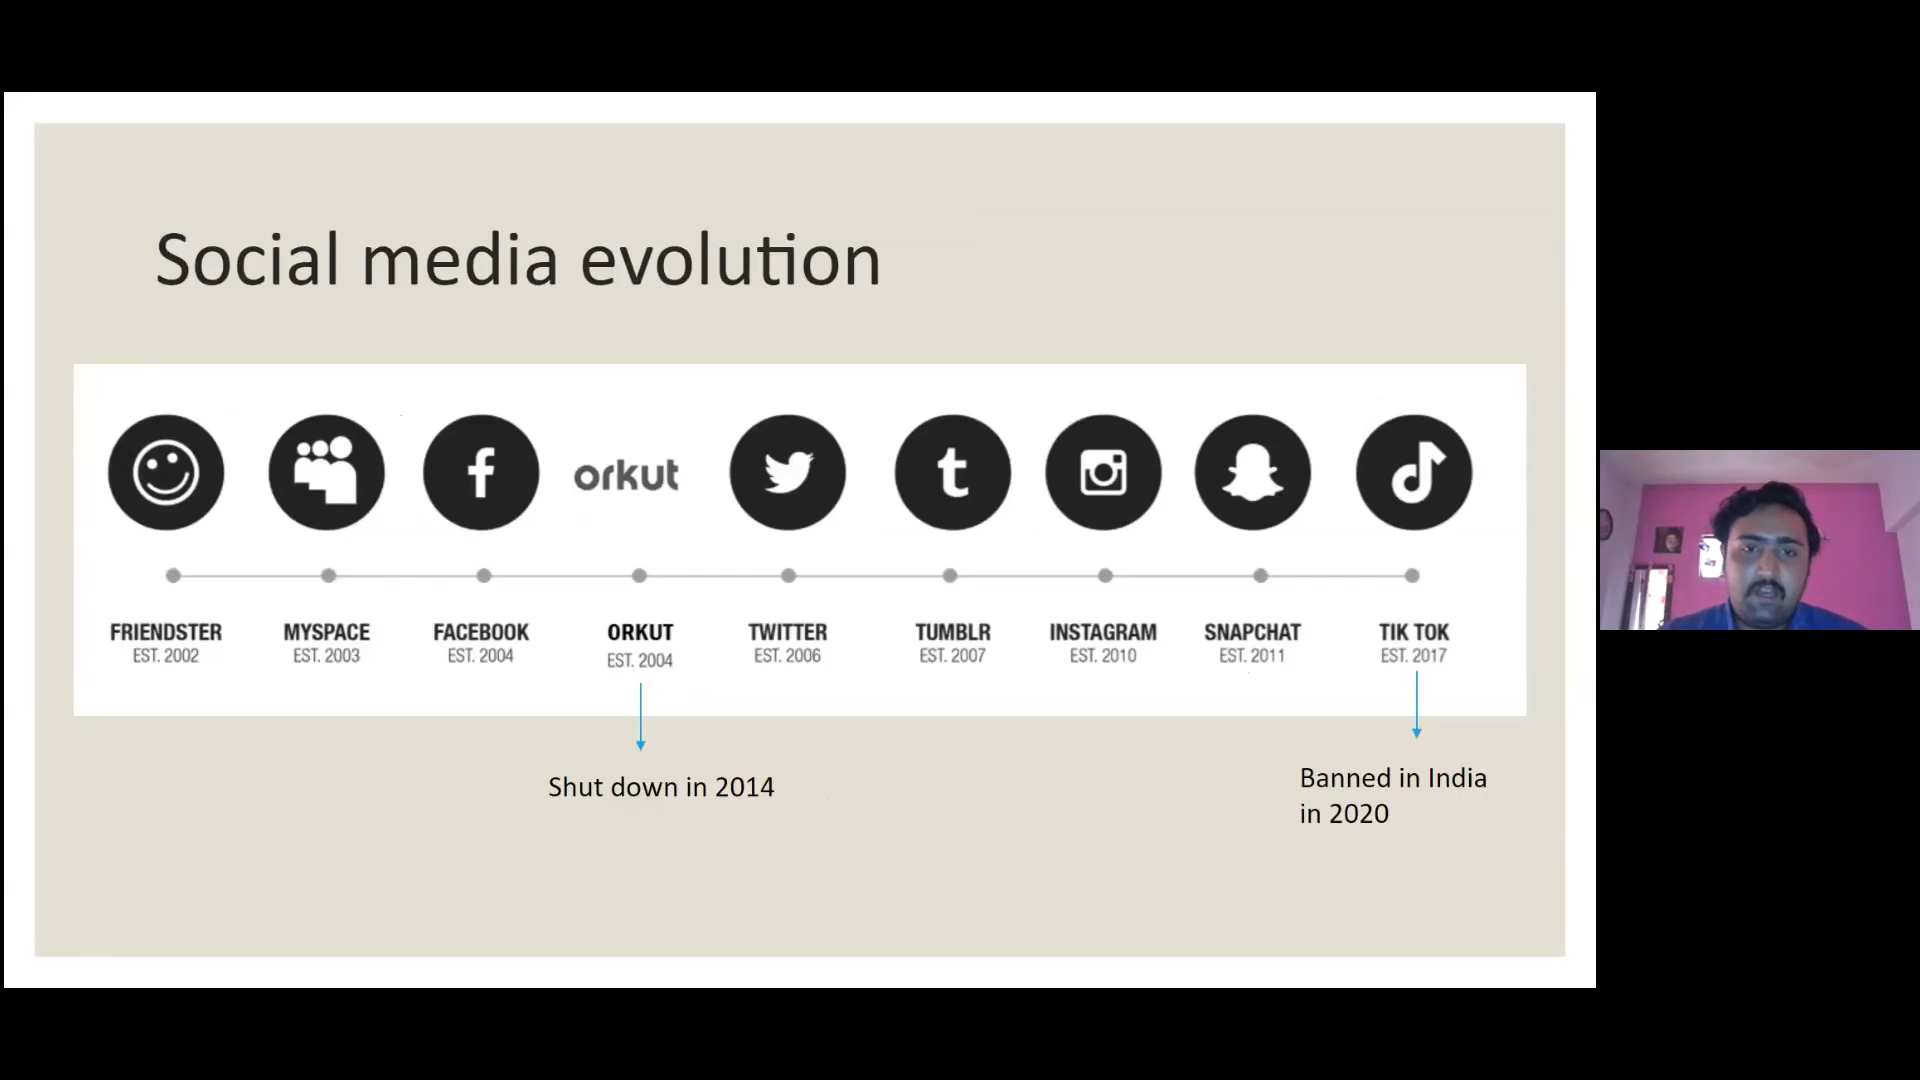 Social media evolution
orkut
FRIENDSTER
EST. 2002
MYSPACE
EST. 2003
FACEBOOK
EST. 2004
ORKUT
EST. 2004
TWITTER
EST. 2006
TUMBLR
EST. 2007
INSTAGRAM
EST. 2010
SNAPCHAT
EST. 2011
TIK TOK
EST. 2017
Shut down in 2014
Banned in India
in 2020